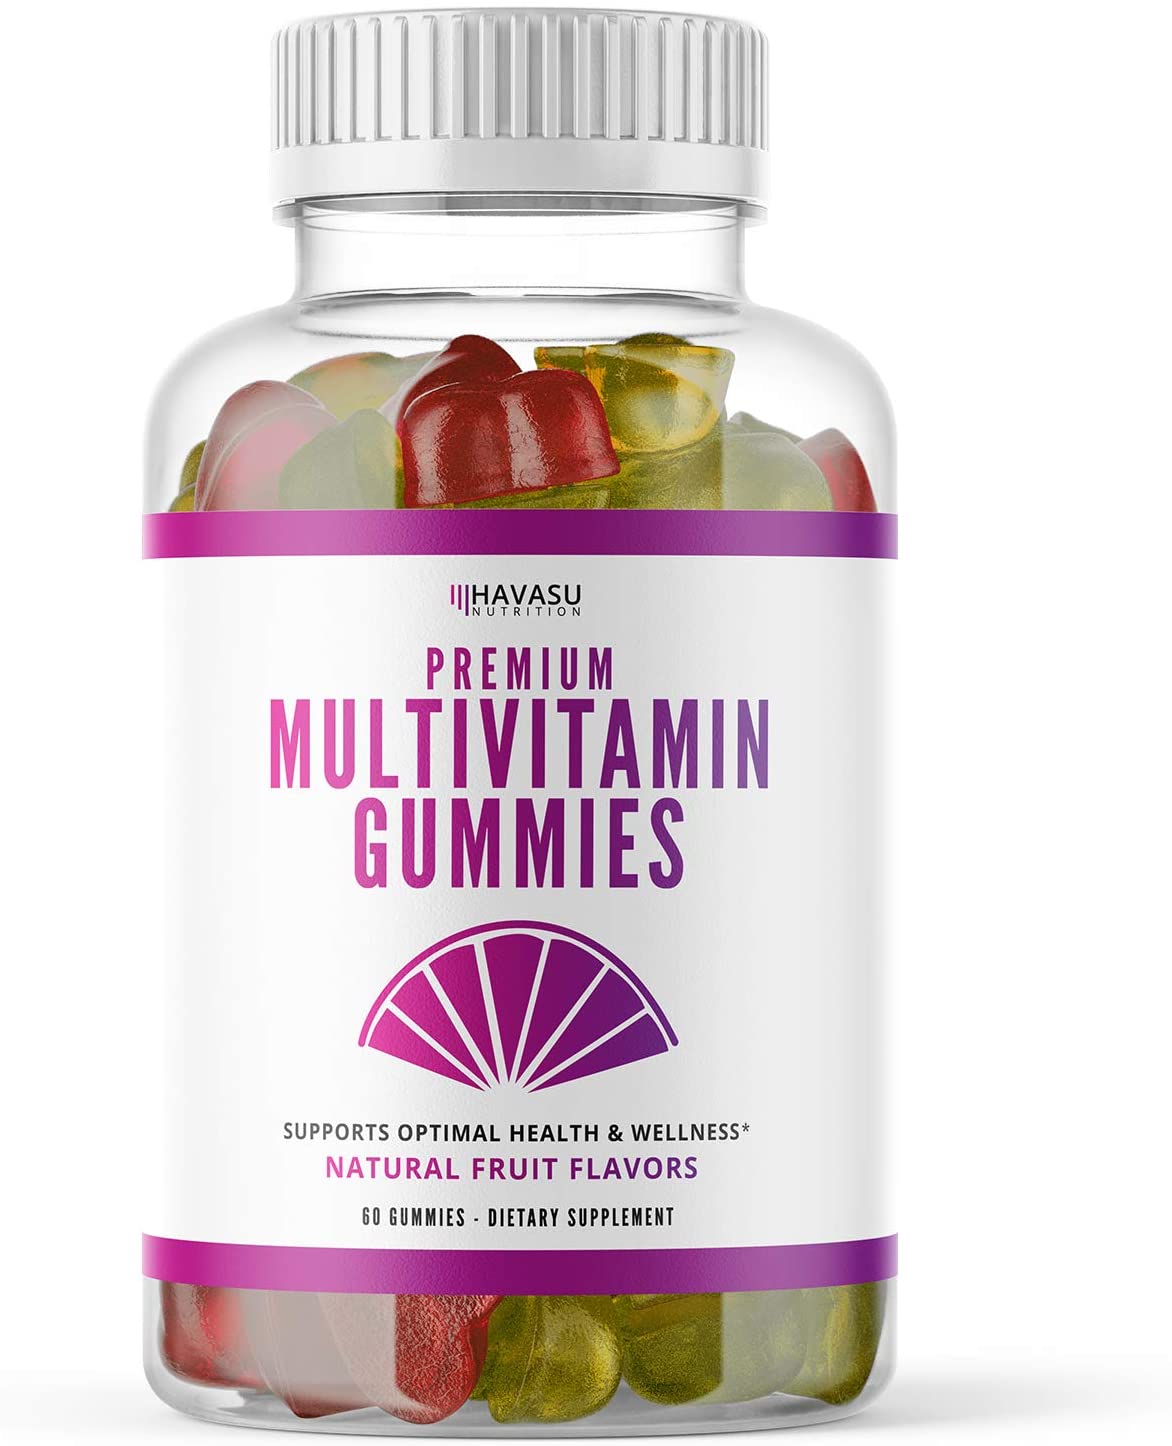 HAVASU
NUTRITION
PREMIUM
MULTIVITAMIN
GUMMIES
SUPPORTS OPTIMAL HEALTH & WELLNESS*
NATURAL FRUIT FLAVORS
60 GUMMIES - DIETARY SUPPLEMENT